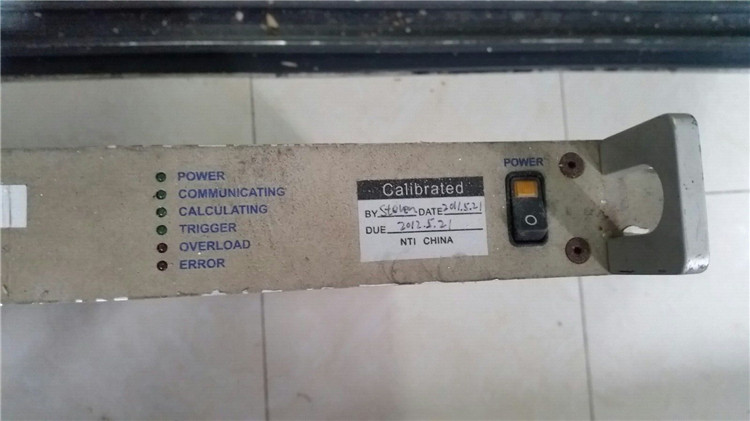 POWER
COMMUNICATING
CALCULATING
TRIGGER
OVERLOAD
ERROR
Calibrated
BY Steven DATE 2011.5.21
DUE 2012.5.21
NTI CHINA
POWER